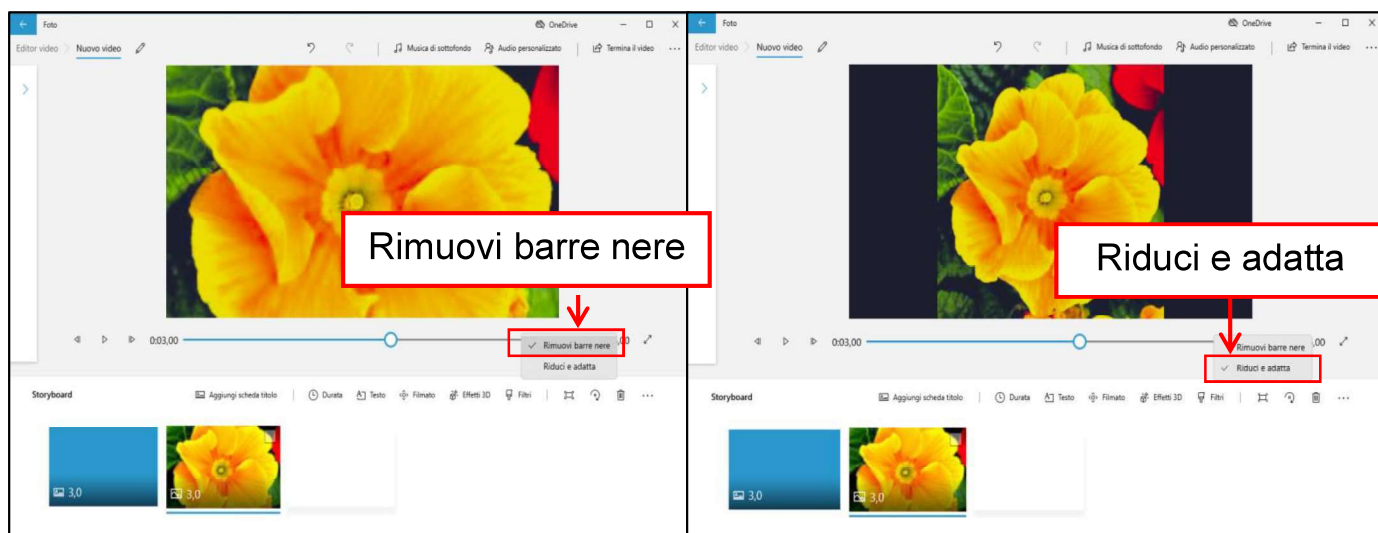 Foto
OneDrive
Editor video
Nuovo video
Musica di sottofondo
Audio personalizzato
Termina il video
Rimuovi barre nere
0:03,00
,00
Rimuovi barre nere
Riduci e adatta
Storyboard
Aggiungi scheda titolo
Durata
Testo
Filmato
Effetti 3D
Filtri
3,0
3,0
Foto
OneDrive
Editor video
Nuovo video
Musica di sottofondo
Audio personalizzato
Termina il video
Riduci e adatta
0:03,00
,00
Rimuovi barre nere
Riduci e adatta
Storyboard
Aggiungi scheda titolo
Durata
Testo
Filmato
Effetti 3D
Filtri
3,0
3,0